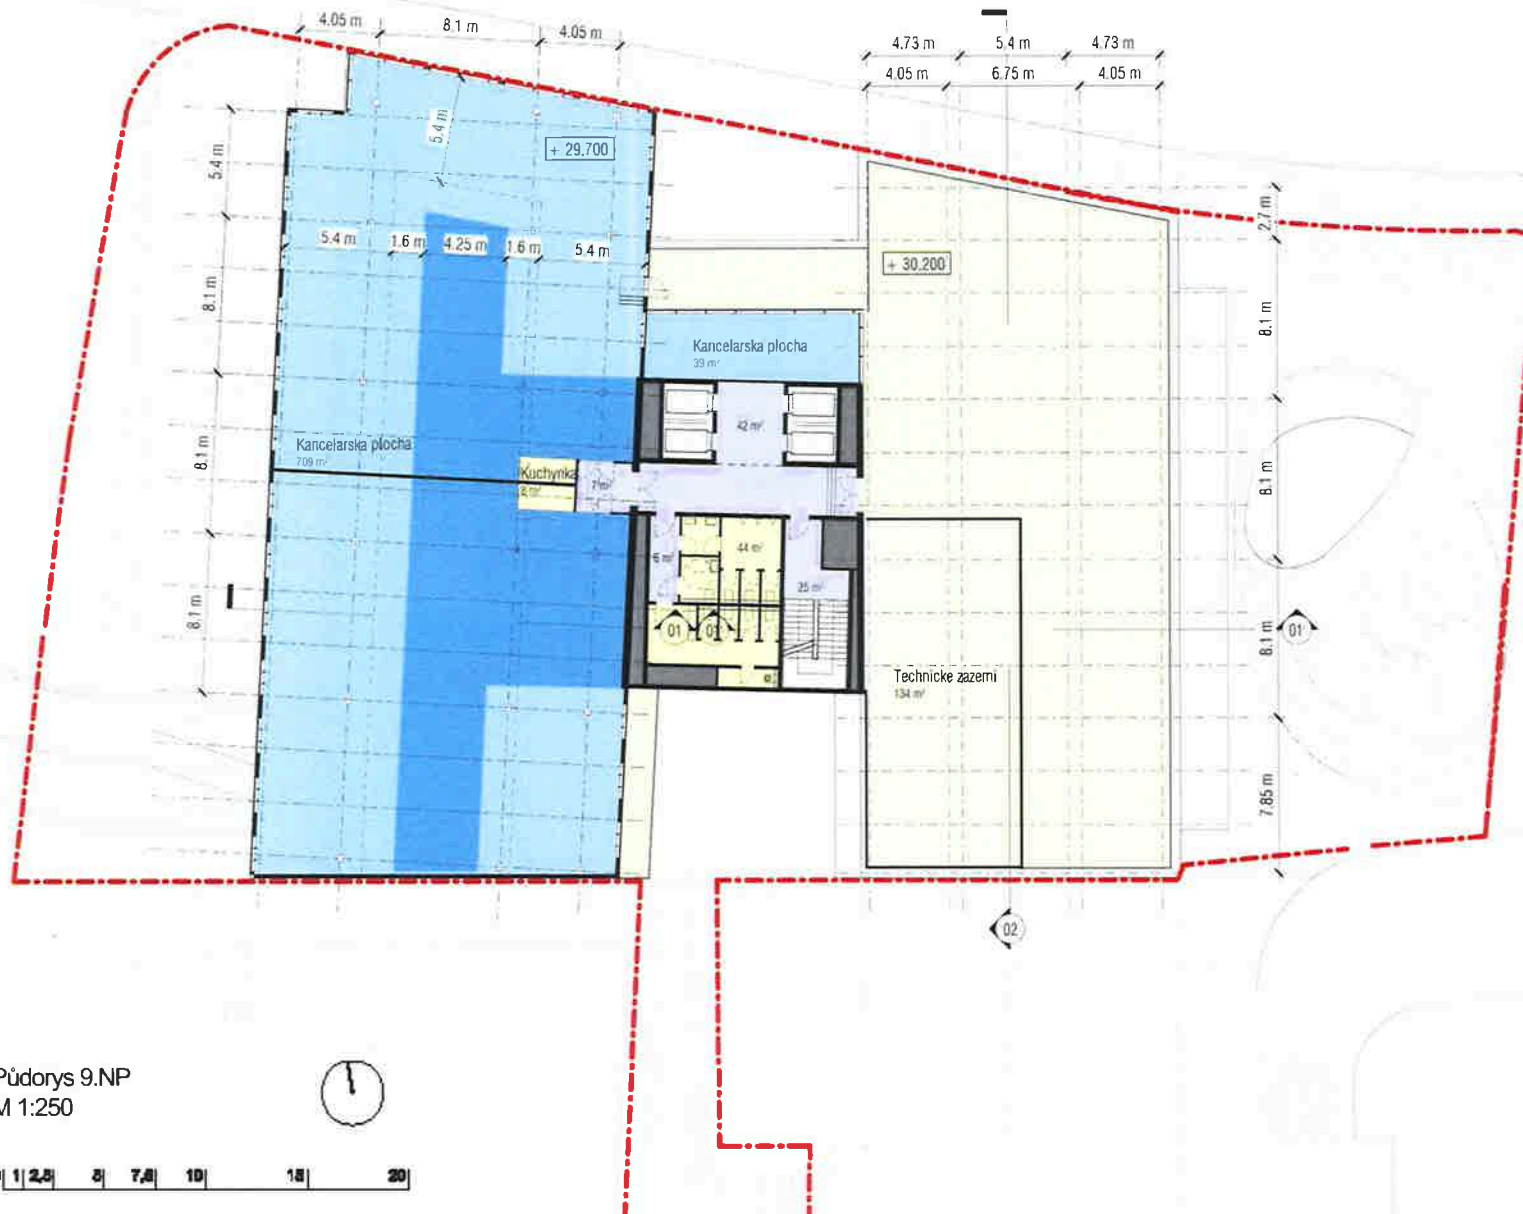 4.05 m
8.1 m
4.05 m
4.73 m
5.4 m
4.73 m
4.05 m
6.75 m
4.05 m
5.4 m
5.4 m
+ 29.700
2.7 m
5.4 m
1.6 m
4.25 m
1.6 m
5.4 m
+ 30.200
8.1 m
8.1 m
Kancelarska plocha
39 m²
42 m²
Kancelarska plocha
709 m²
8.1 m
8.1 m
Kuchynka
7 m²
44 m²
25 m²
8.1 m
8.1 m
01
01
Technicke zazemi
134 m²
7.85 m
02
Půdorys 9.NP
M 1:250
1
2,5
5
7,5
10
15
20